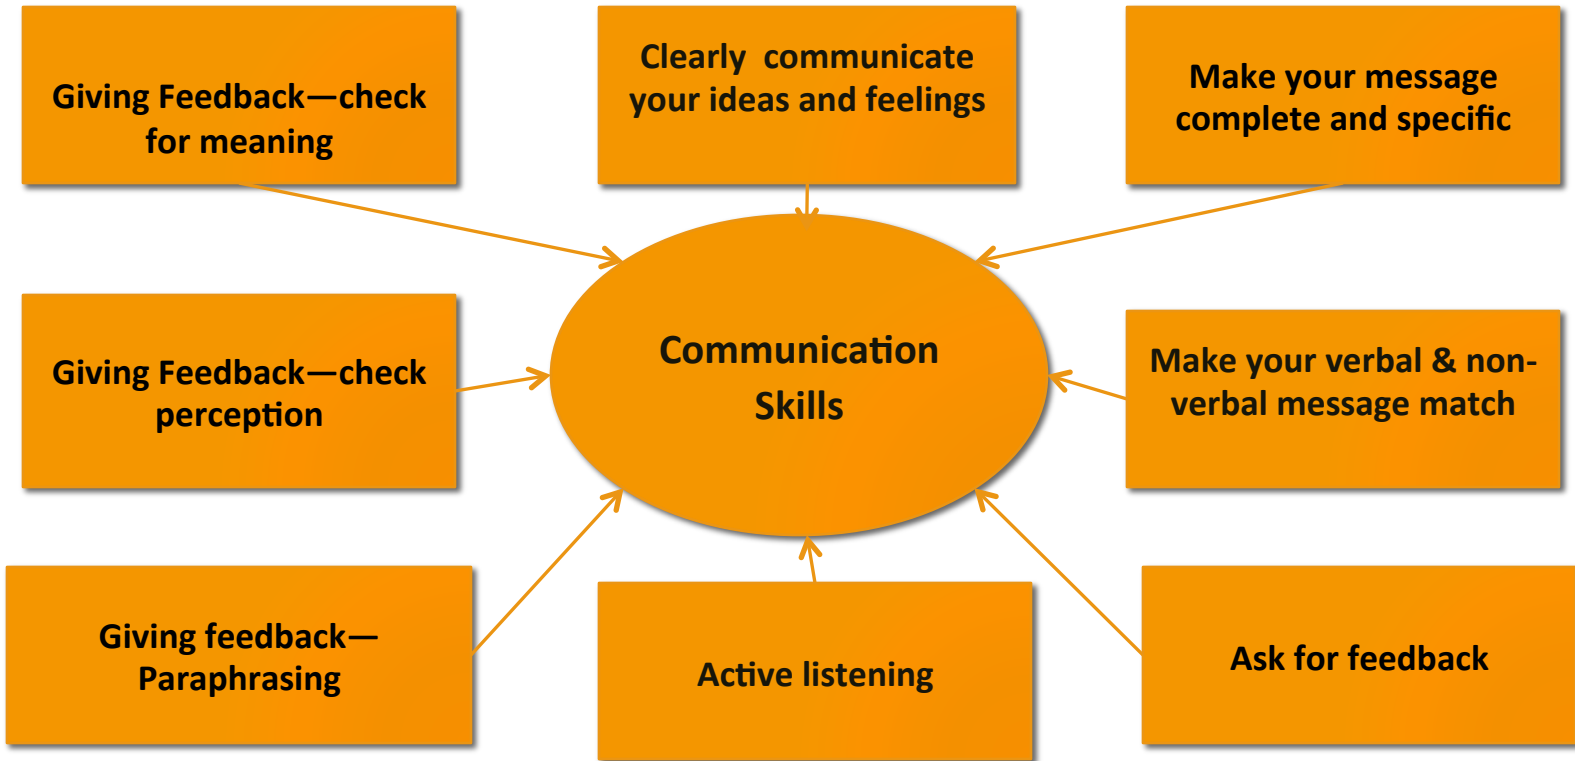 Giving Feedback—check
for meaning
Clearly communicate
your ideas and feelings
Make your message
complete and specific
Giving Feedback—check
perception
Communication
Skills
Make your verbal & non-
verbal message match
Giving feedback—
Paraphrasing
Active listening
Ask for feedback